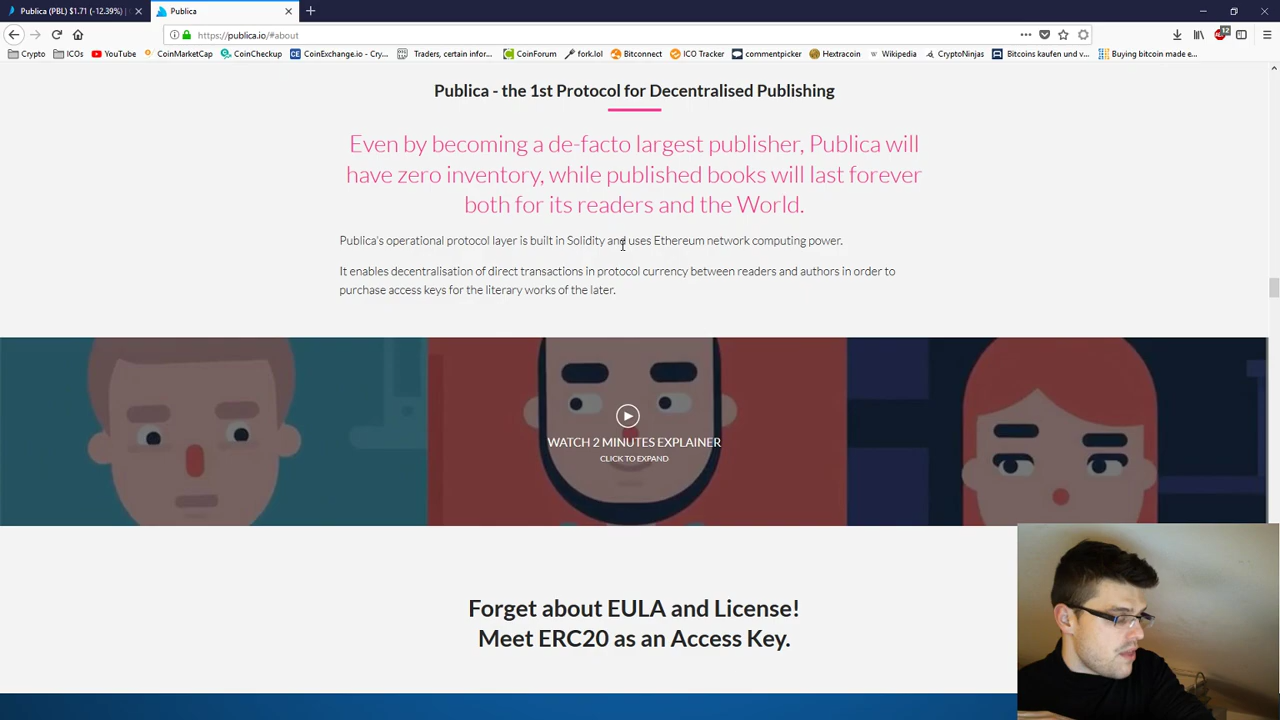 Publica (PBL) $1.71 (-12.39%)
Publica
https://publica.io/#about
12
Crypto
ICOs
YouTube
CoinMarketCap
CoinCheckup
CoinExchange.io - Cry...
Traders, certain infor...
CoinForum
fork.lol
Bitconnect
ICO Tracker
commentpicker
Hextracoin
Wikipedia
CryptoNinjas
Bitcoins kaufen und v...
Buying bitcoin made e...
Publica - the 1st Protocol for Decentralised Publishing
Even by becoming a de-facto largest publisher, Publica will
have zero inventory, while published books will last forever
both for its readers and the World.
Publica's operational protocol layer is built in Solidity and uses Ethereum network computing power.
It enables decentralisation of direct transactions in protocol currency between readers and authors in order to
purchase access keys for the literary works of the later.
WATCH 2 MINUTES EXPLAINER
CLICK TO EXPAND
Forget about EULA and License!
Meet ERC20 as an Access Key.